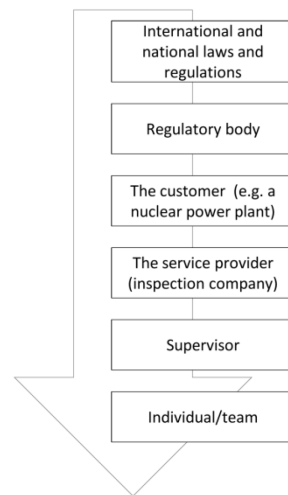 International and
national laws and
regulations
Regulatory body
The customer (e.g. a
nuclear power plant)
The service provider
(inspection company)
Supervisor
Individual/team